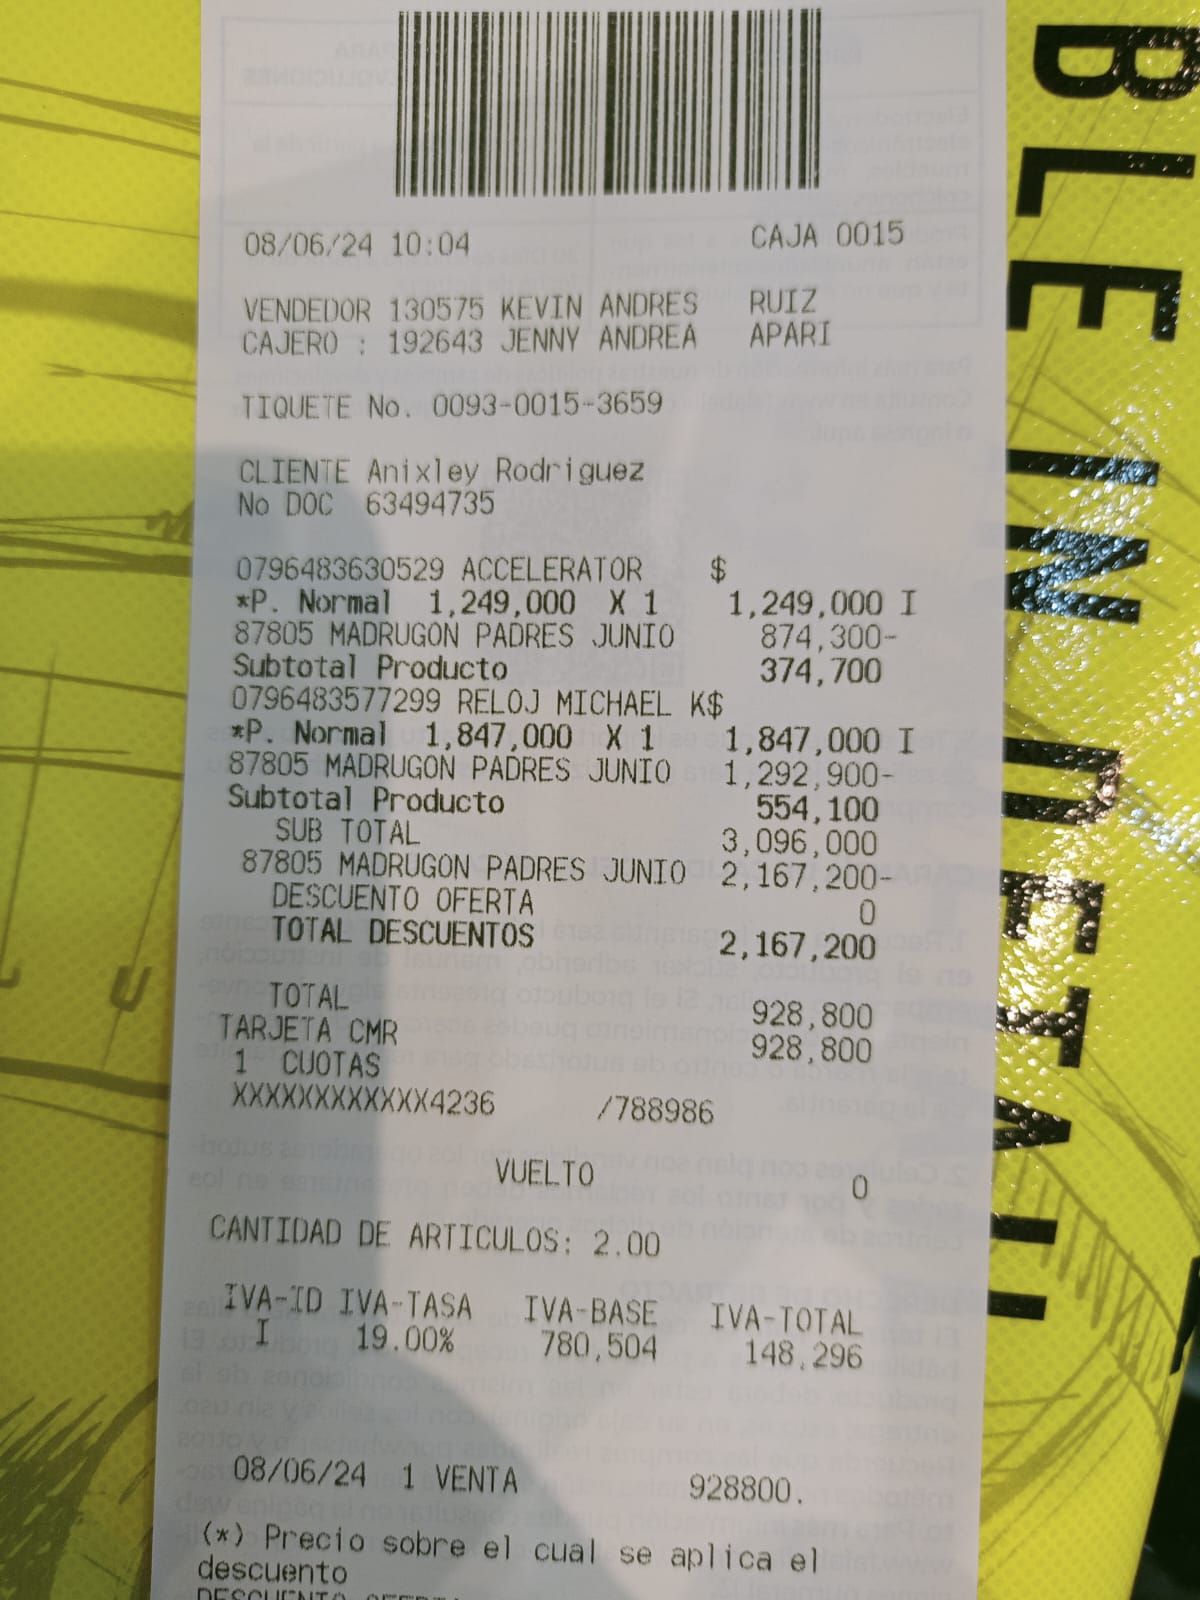 08/06/24 10:04 CAJA 0015
VENDEDOR 130575 KEVIN ANDRES RUIZ
CAJERO : 192643 JENNY ANDREA APARI
TIQUETE No. 0093-0015-3659
CLIENTE Anixley Rodriguez
No DOC 63494735
0796483630529 ACCELERATOR $
*P. Normal 1,249,000 X 1 1,249,000 I
87805 MADRUGON PADRES JUNIO 874,300-
Subtotal Producto 374,700
0796483577299 RELOJ MICHAEL K$
*P. Normal 1,847,000 X 1 1,847,000 I
87805 MADRUGON PADRES JUNIO 1,292,900-
Subtotal Producto 554,100
SUB TOTAL 3,096,000
87805 MADRUGON PADRES JUNIO 2,167,200-
DESCUENTO OFERTA 0
TOTAL DESCUENTOS 2,167,200
TOTAL 928,800
TARJETA CMR 928,800
1 CUOTAS
XXXXXXXXXXXX4236 /788986
VUELTO 0
CANTIDAD DE ARTICULOS: 2.00
IVA-ID IVA-TASA IVA-BASE IVA-TOTAL
I 19.00% 780,504 148,296
08/06/24 1 VENTA 928800.
(*) Precio sobre el cual se aplica el
descuento
DESCUENTO OFERTA
BLE IN DETAIL